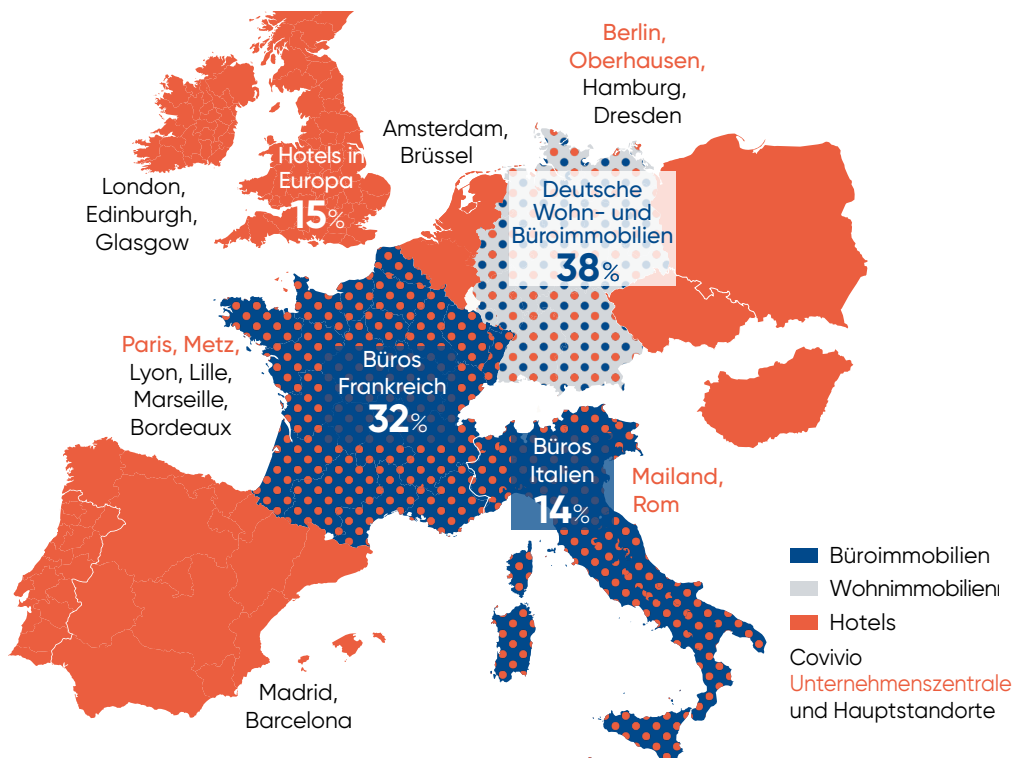 Berlin,
Oberhausen,
Hamburg,
Dresden
Amsterdam,
Brüssel
Hotels in
Europa
15%
London,
Edinburgh,
Glasgow
Deutsche
Wohn- und
Büroimmobilien
38%
Paris, Metz,
Lyon, Lille,
Marseille,
Bordeaux
Büros
Frankreich
32%
Büros
Italien
14%
Mailand,
Rom
Madrid,
Barcelona
Büroimmobilien
Wohnimmobilien
Hotels
Covivio
Unternehmenszentrale
und Hauptstandorte